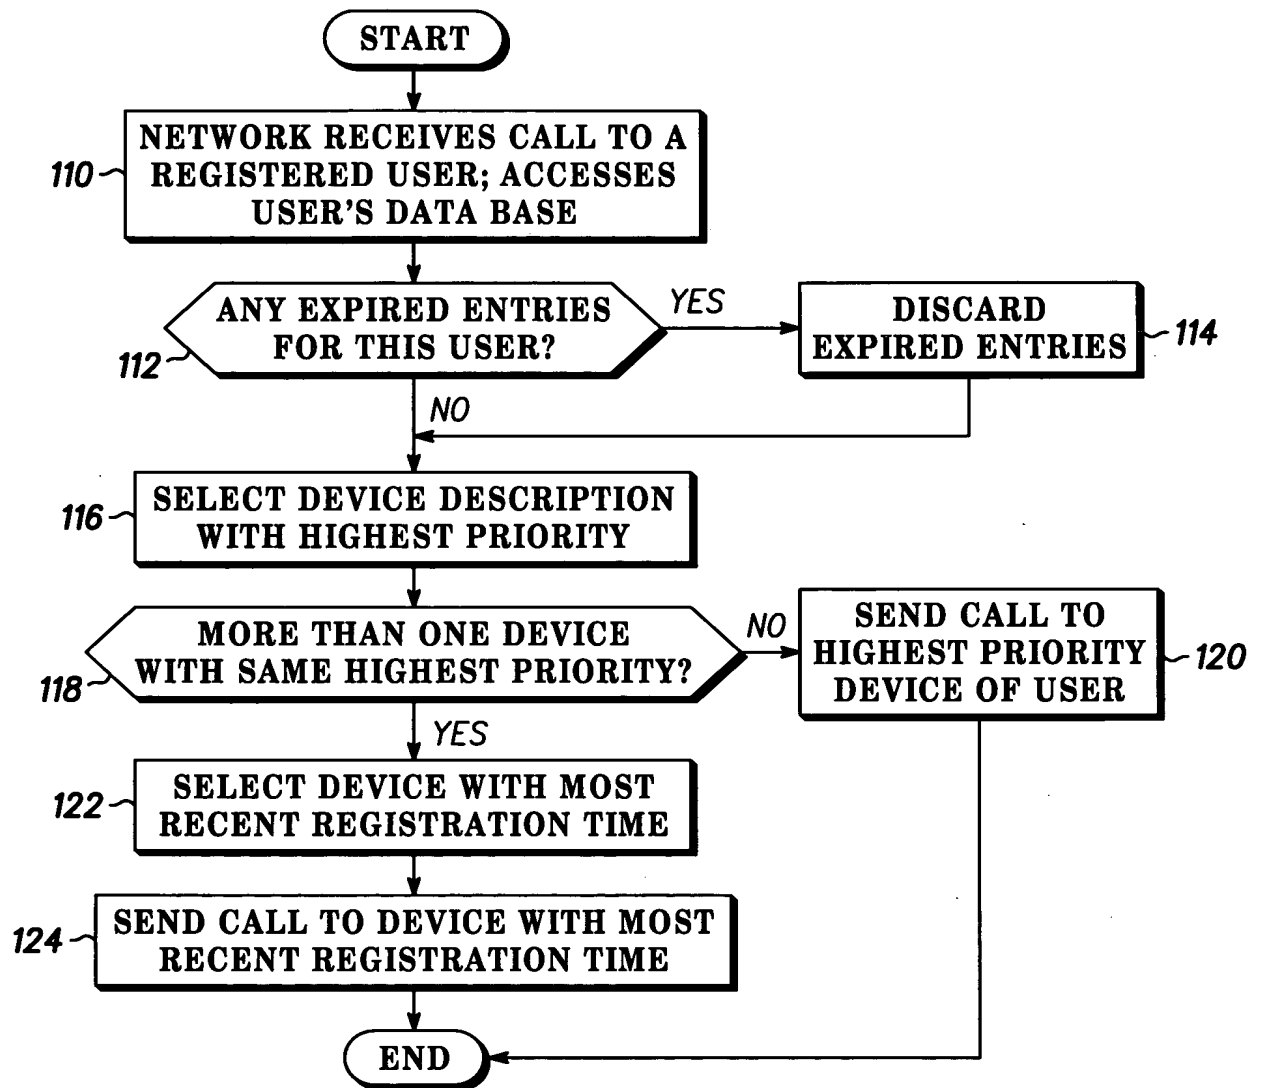 START
NETWORK RECEIVES CALL TO A
REGISTERED USER; ACCESSES
USER'S DATA BASE
110
ANY EXPIRED ENTRIES
FOR THIS USER?
112
YES
DISCARD
EXPIRED ENTRIES
114
NO
SELECT DEVICE DESCRIPTION
WITH HIGHEST PRIORITY
116
MORE THAN ONE DEVICE
WITH SAME HIGHEST PRIORITY?
118
NO
SEND CALL TO
HIGHEST PRIORITY
DEVICE OF USER
120
YES
SELECT DEVICE WITH MOST
RECENT REGISTRATION TIME
122
SEND CALL TO DEVICE WITH MOST
RECENT REGISTRATION TIME
124
END